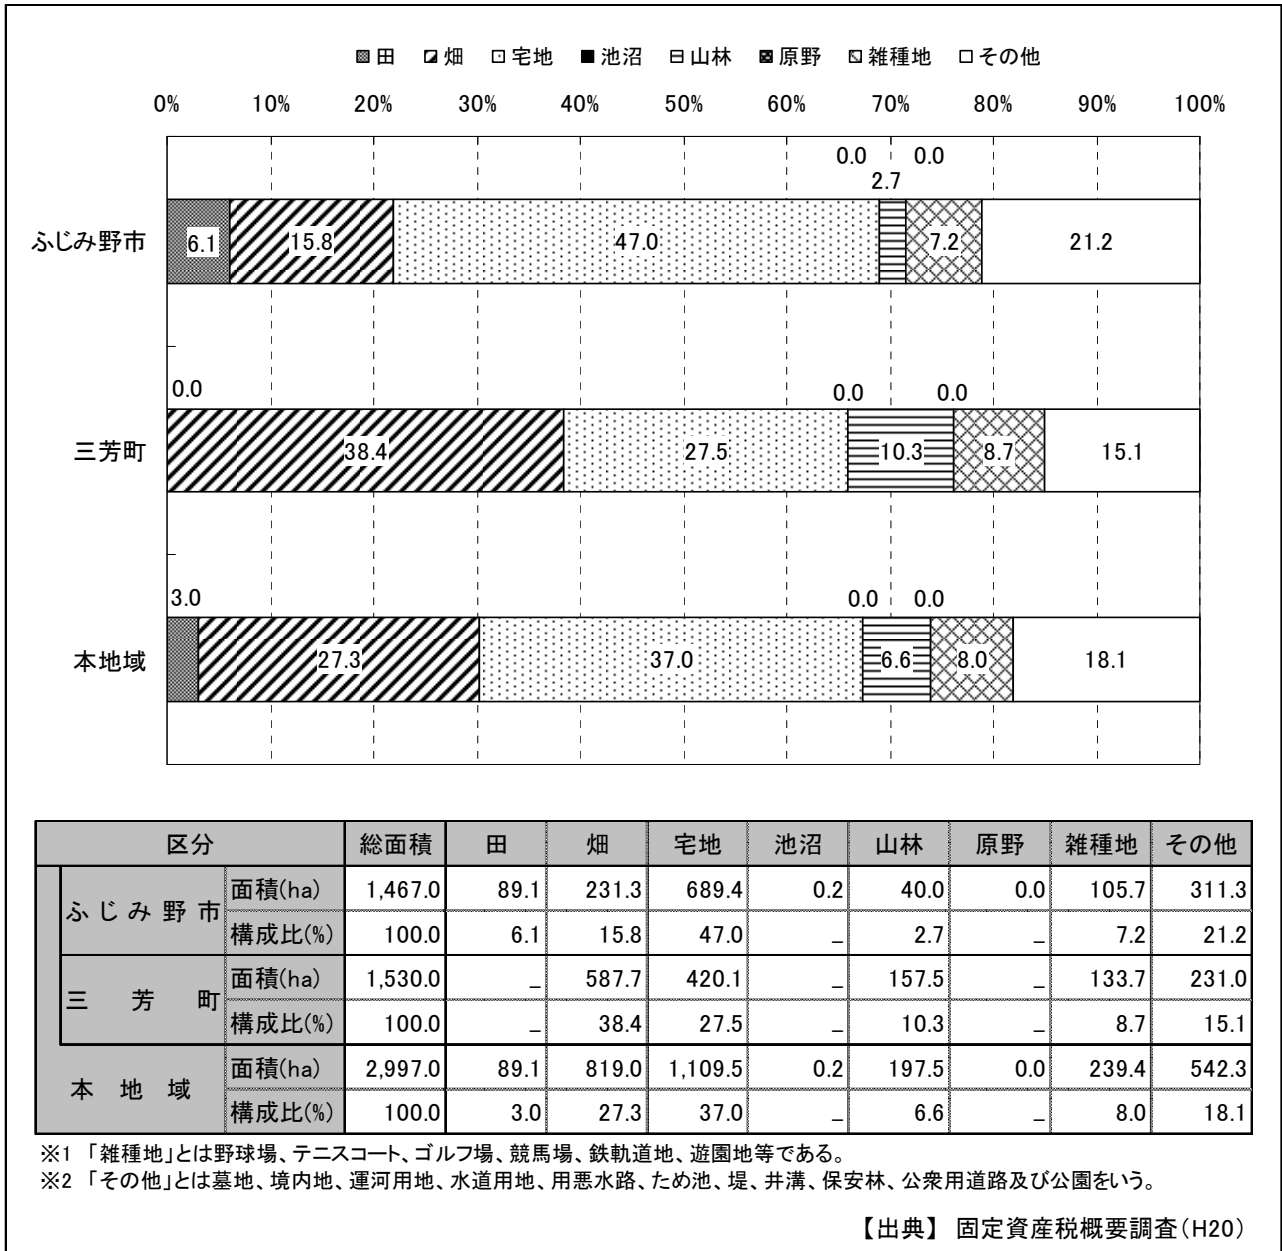 田 畑 宅地 池沼 山林 原野 雑種地 その他
0% 10% 20% 30% 40% 50% 60% 70% 80% 90% 100%
0.0 0.0
2.7
ふじみ野市 6.1 15.8 47.0 7.2 21.2
0.0 0.0 0.0
三芳町 38.4 27.5 10.3 8.7 15.1
3.0 0.0 0.0
本地域 27.3 37.0 6.6 8.0 18.1
区分 総面積 田 畑 宅地 池沼 山林 原野 雑種地 その他
ふじみ野市 面積(ha) 1,467.0 89.1 231.3 689.4 0.2 40.0 0.0 105.7 311.3
構成比(%) 100.0 6.1 15.8 47.0 _ 2.7 _ 7.2 21.2
三芳町 面積(ha) 1,530.0 _ 587.7 420.1 _ 157.5 _ 133.7 231.0
構成比(%) 100.0 _ 38.4 27.5 _ 10.3 _ 8.7 15.1
本地域 面積(ha) 2,997.0 89.1 819.0 1,109.5 0.2 197.5 0.0 239.4 542.3
構成比(%) 100.0 3.0 27.3 37.0 _ 6.6 _ 8.0 18.1
※1 「雑種地」とは野球場、テニスコート、ゴルフ場、競馬場、鉄軌道地、遊園地等である。
※2 「その他」とは墓地、境内地、運河用地、水道用地、用悪水路、ため池、堤、井溝、保安林、公衆用道路及び公園をいう。
【出典】 固定資産税概要調査(H20)